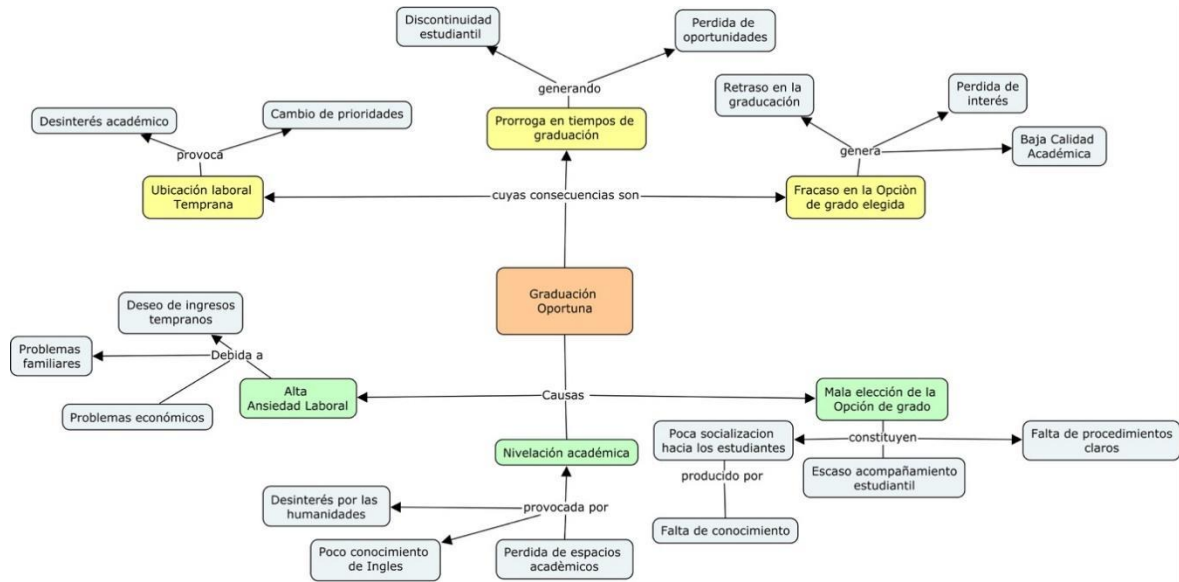 Discontinuidad
estudiantil
Perdida de
oportunidades
generando
Retraso en la
graducación
Perdida de
interés
Desinterés académico
Cambio de prioridades
Prorroga en tiempos de
graduación
Baja Calidad
Académica
provoca
genera
Ubicación laboral
Temprana
cuyas consecuencias son
Fracaso en la Opciòn
de grado elegida
Graduación
Oportuna
Deseo de ingresos
tempranos
Problemas
familiares
Debida a
Problemas económicos
Alta
Ansiedad Laboral
Causas
Mala elección de la
Opción de grado
Nivelación académica
Poca socializacion
hacia los estudiantes
constituyen
Falta de procedimientos
claros
producido por
Escaso acompañamiento
estudiantil
Desinterés por las
humanidades
provocada por
Falta de conocimiento
Poco conocimiento
de Ingles
Perdida de espacios
acadèmicos